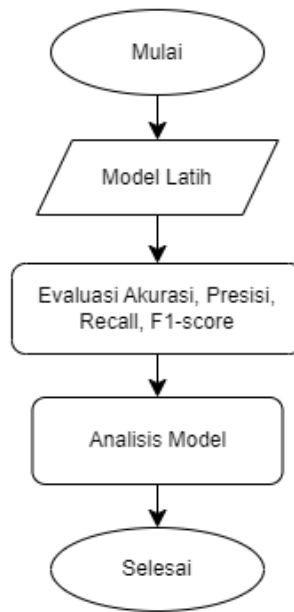 Mulai
Model Latih
Evaluasi Akurasi, Presisi,
Recall, F1-score
Analisis Model
Selesai